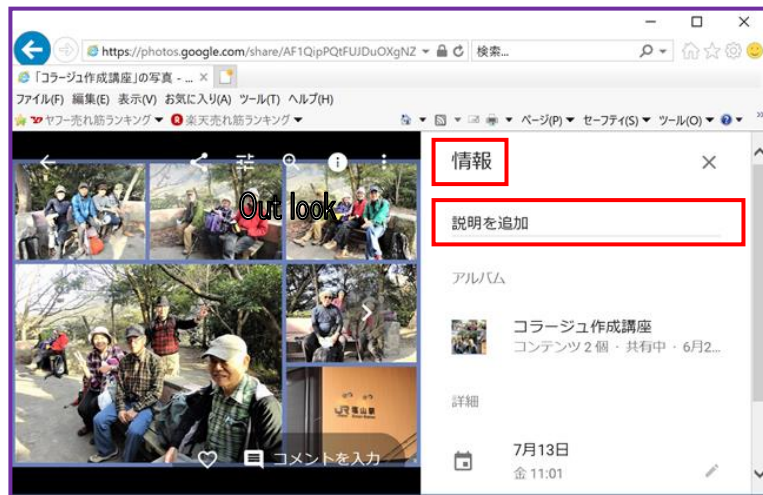 https://photos.google.com/share/AF1QipPQtFUJDuOXgNZ
検索...
「コラージュ作成講座」の写真 - ...
ファイル(F) 編集(E) 表示(V) お気に入り(A) ツール(T) ヘルプ(H)
ヤフー売れ筋ランキング
楽天売れ筋ランキング
ページ(P)
セーフティ(S)
ツール(O)
Out look
コメントを入力
情報
説明を追加
アルバム
コラージュ作成講座
コンテンツ 2 個 · 共有中 · 6月2...
詳細
7月13日
金 11:01